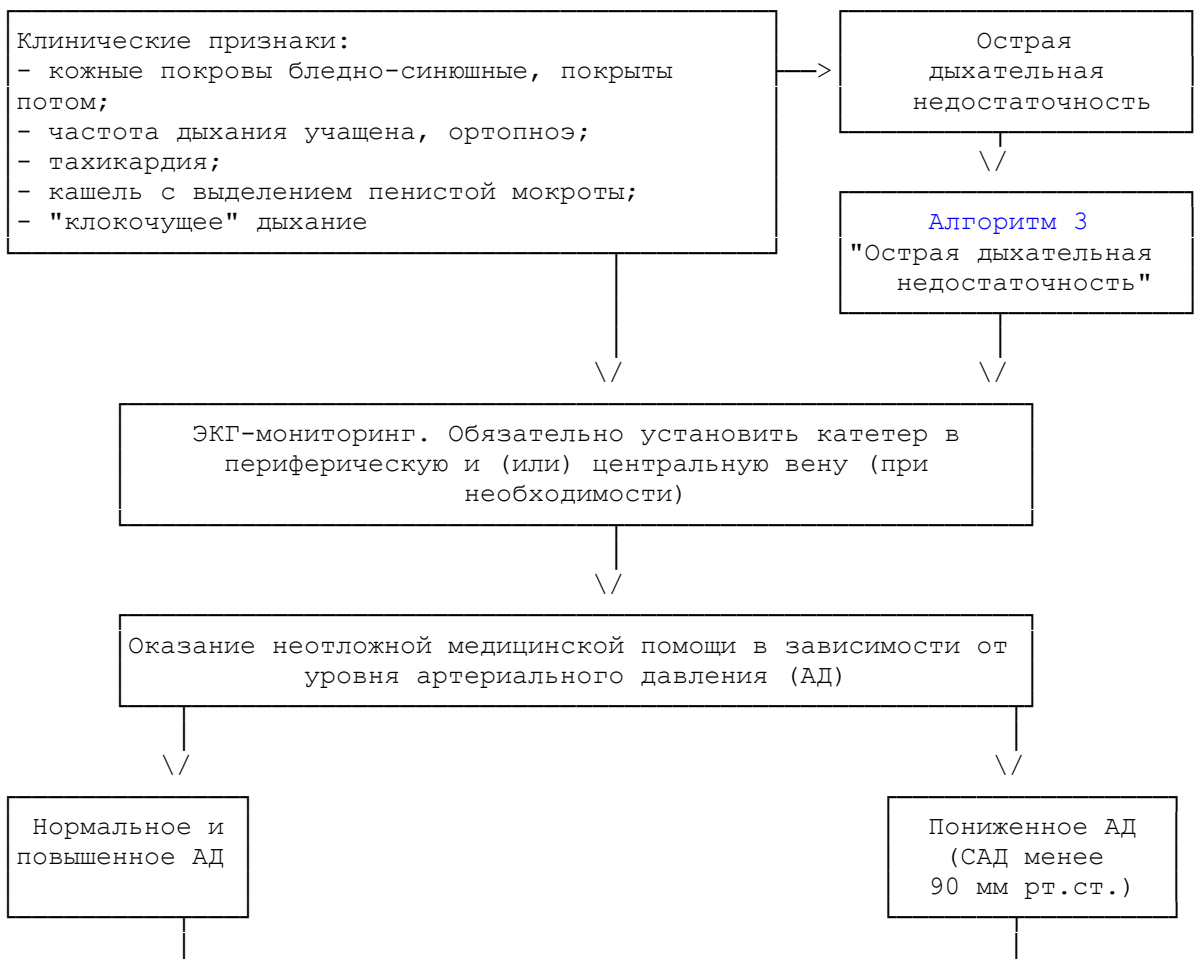 Клинические признаки:
- кожные покровы бледно-синюшные, покрыты
потом;
- частота дыхания учащена, ортопноэ;
- тахикардия;
- кашель с выделением пенистой мокроты;
- "клокочущее" дыхание
Острая
дыхательная
недостаточность
Алгоритм 3
"Острая дыхательная
недостаточность"
ЭКГ-мониторинг. Обязательно установить катетер в
периферическую и (или) центральную вену (при
необходимости)
Оказание неотложной медицинской помощи в зависимости от
уровня артериального давления (АД)
Нормальное и
повышенное АД
Пониженное АД
(САД менее
90 мм рт.ст.)